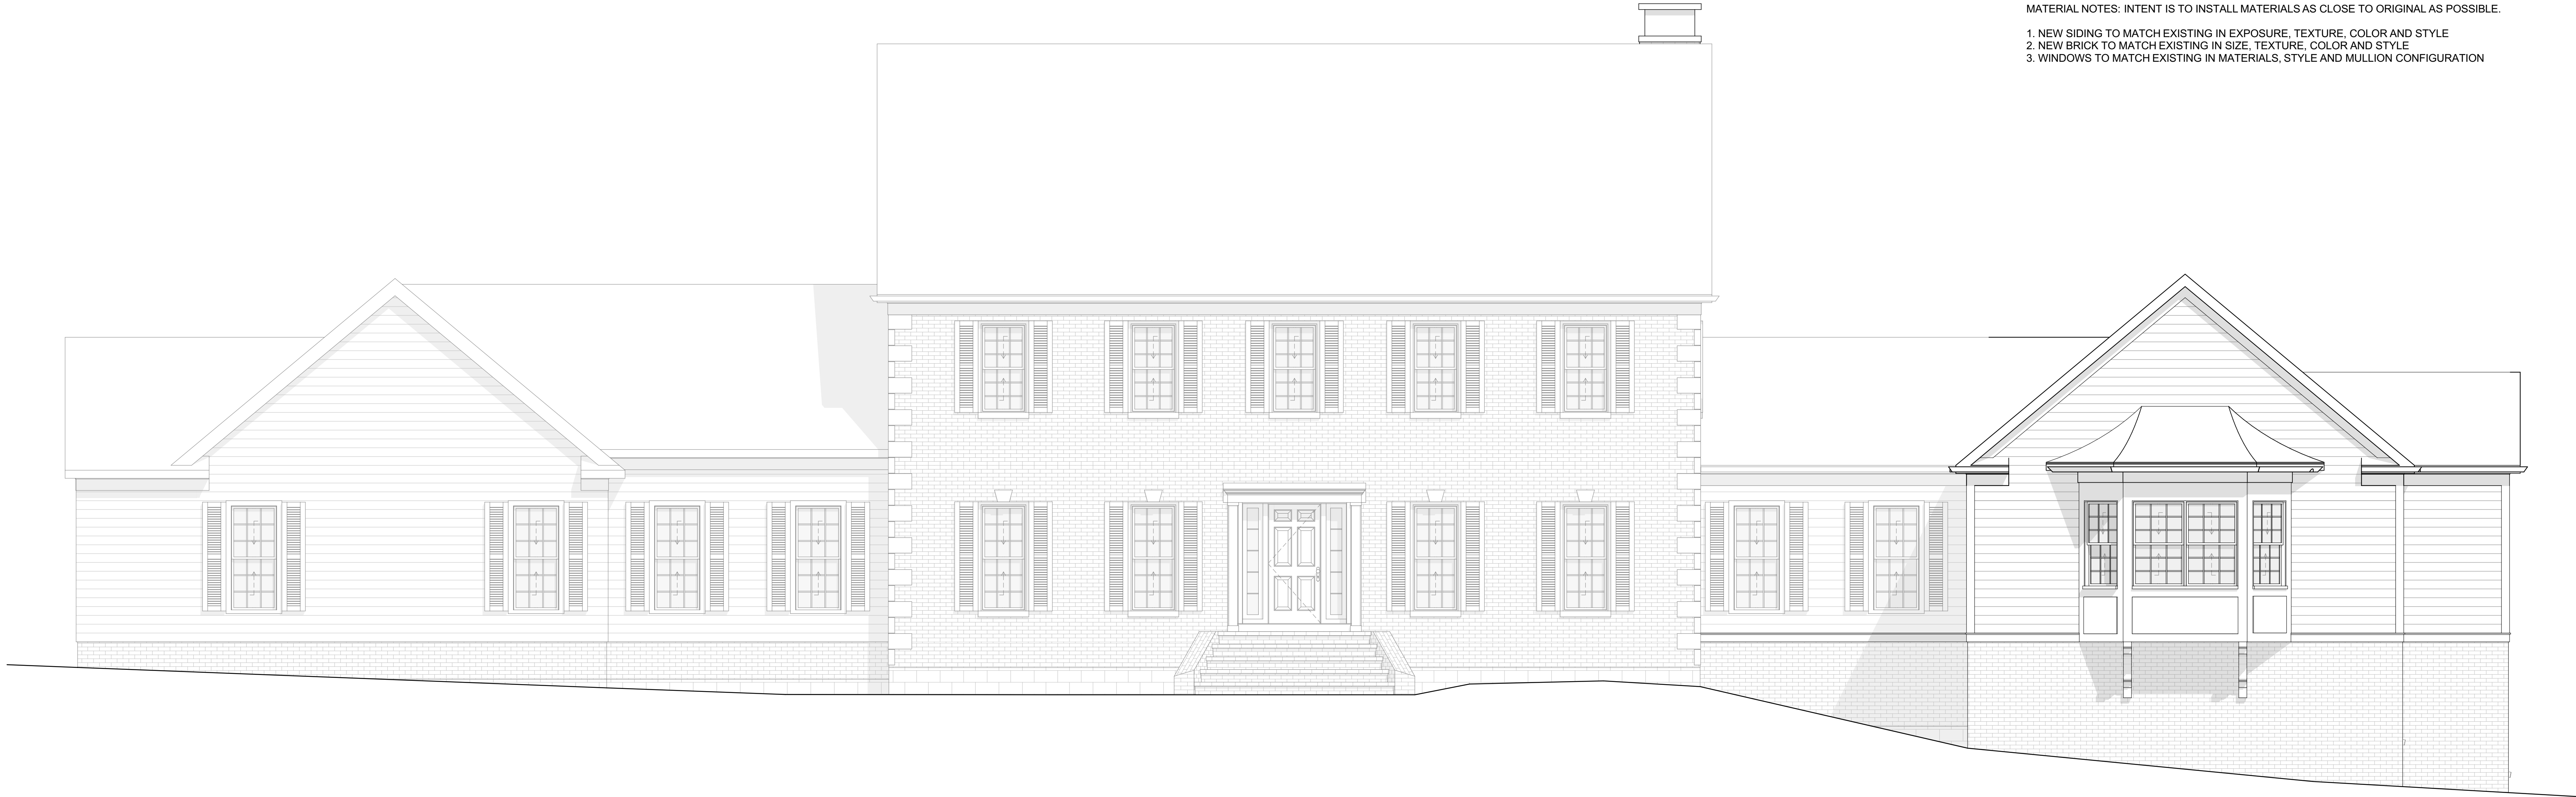 MATERIAL NOTES: INTENT IS TO INSTALL MATERIALS AS CLOSE TO ORIGINAL AS POSSIBLE.
1. NEW SIDING TO MATCH EXISTING IN EXPOSURE, TEXTURE, COLOR AND STYLE
2. NEW BRICK TO MATCH EXISTING IN SIZE, TEXTURE, COLOR AND STYLE
3. WINDOWS TO MATCH EXISTING IN MATERIALS, STYLE AND MULLION CONFIGURATION